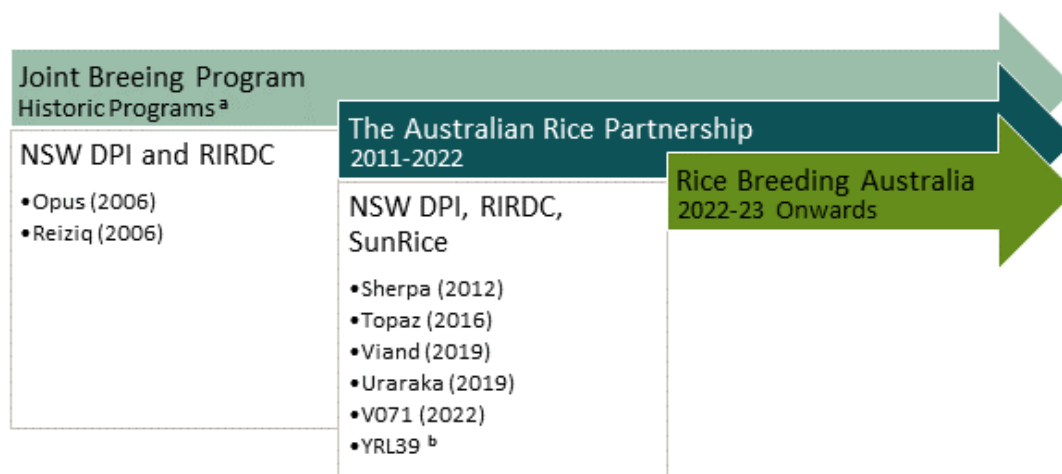 Joint Breeing Program
Historic Programs ᵃ
NSW DPI and RIRDC
•Opus (2006)
•Reiziq (2006)
The Australian Rice Partnership
2011-2022
NSW DPI, RIRDC,
SunRice
•Sherpa (2012)
•Topaz (2016)
•Viand (2019)
•Uraraka (2019)
•V071 (2022)
•YRL39 ᵇ
Rice Breeding Australia
2022-23 Onwards